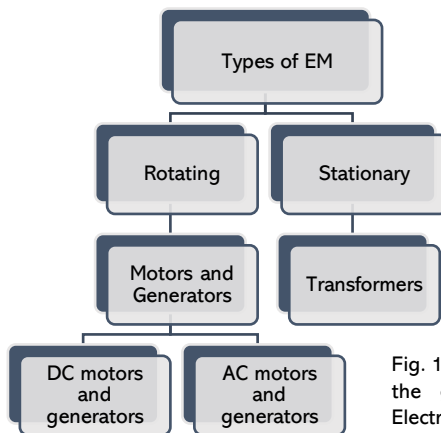 Types of EM
Rotating
Stationary
Motors and
Generators
Transformers
DC motors
and
generators
AC motors
and
generators
Fig. 1
the
Electr